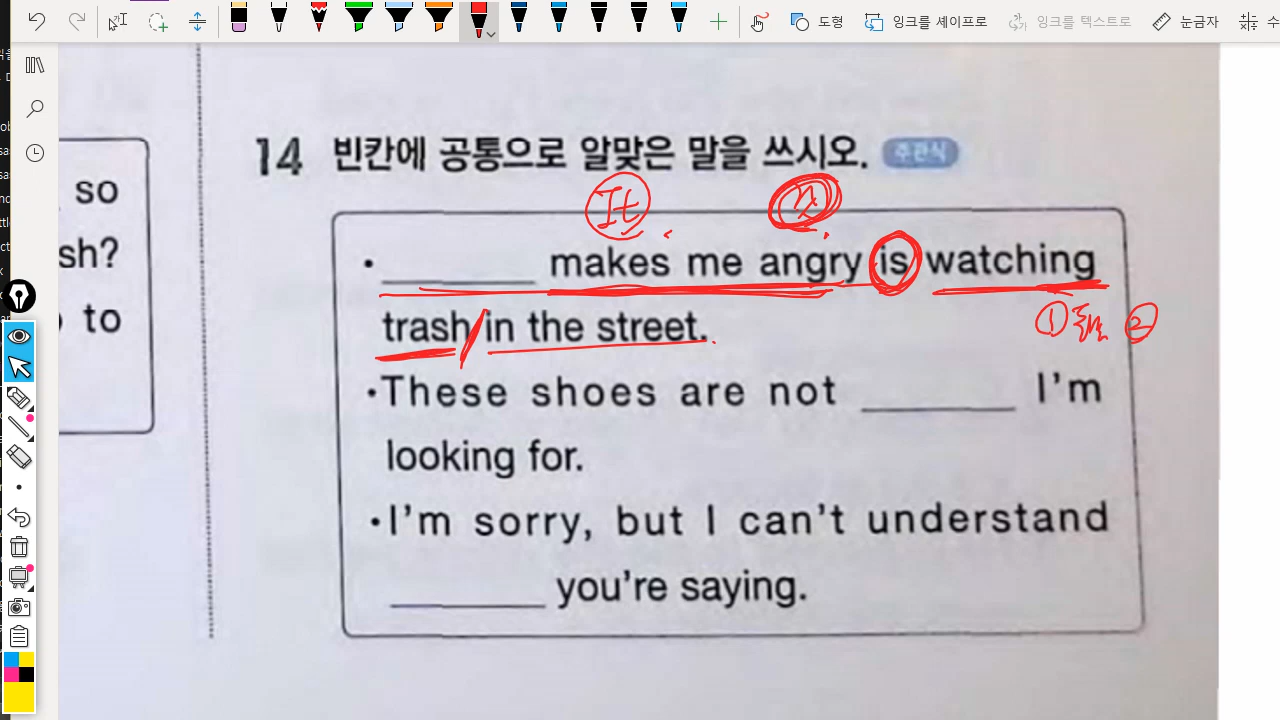 도형
잉크를 셰이프로
잉크를 텍스트로
눈금자
수
so
sh?
to
14 빈칸에 공통으로 알맞은 말을 쓰시오. 주관식
It 것
• ________ makes me angry is watching
trash/in the street.
① ②
•These shoes are not ________ I'm
looking for.
•I'm sorry, but I can't understand
________ you're saying.